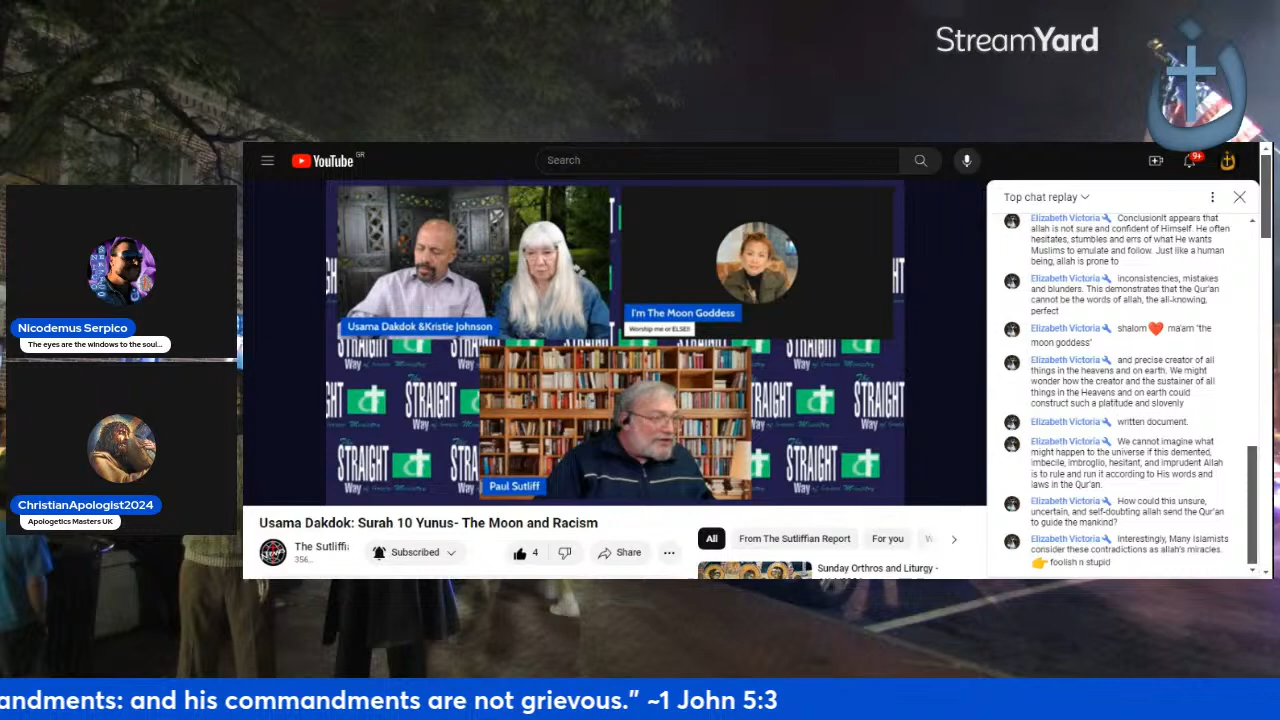 StreamYard
YouTube GR
Search
9+
Usama Dakdok &Kristie Johnson
I'm The Moon Goddess
Worship me or ELSE!!
Paul Sutliff
The
STRAIGHT
Way of Grace Ministry
Nicodemus Serpico
The eyes are the windows to the soul...
ChristianApologist2024
Apologetics Masters UK
Usama Dakdok: Surah 10 Yunus- The Moon and Racism
The Sutliffi
356..
Subscribed
4
Share
All
From The Sutliffian Report
For you
Sunday Orthros and Liturgy -
Top chat replay
Elizabeth Victoria ConclusionIt appears that
allah is not sure and confident of Himself. He often
hesitates, stumbles and errs of what He wants
Muslims to emulate and follow. Just like a human
being, allah is prone to
Elizabeth Victoria inconsistencies, mistakes
and blunders. This demonstrates that the Qur'an
cannot be the words of allah, the all-knowing,
perfect
Elizabeth Victoria shalom❤️ ma'am "the
moon goddess"
Elizabeth Victoria and precise creator of all
things in the heavens and on earth. We might
wonder how the creator and the sustainer of all
things in the Heavens and on earth could
construct such a platitude and slovenly
Elizabeth Victoria written document.
Elizabeth Victoria We cannot imagine what
might happen to the universe if this demented,
imbecile, imbroglio, hesitant, and imprudent Allah
is to rule and run it according to His words and
laws in the Qur'an.
Elizabeth Victoria How could this unsure,
uncertain, and self-doubting allah send the Qur'an
to guide the mankind?
Elizabeth Victoria interestingly, Many Islamists
consider these contradictions as allah's miracles.
👉 foolish n stupid
andments: and his commandments are not grievous.” ~1 John 5:3